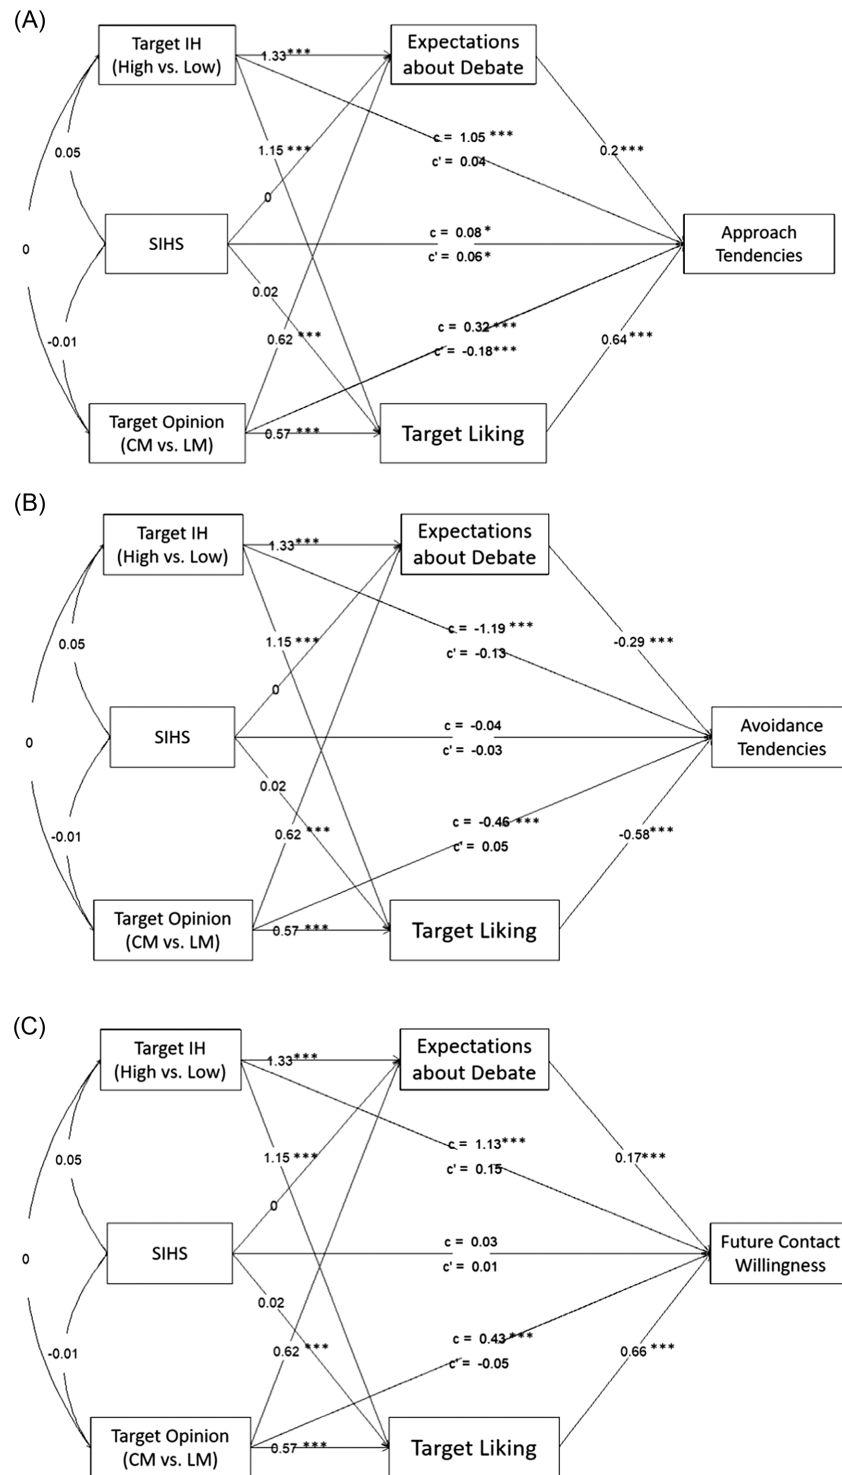 (A)
Target IH
(High vs. Low)
Expectations
about Debate
1.33***
0.05
1.15 ***
c = 1.05 ***
c' = 0.04
0.2***
0
SIHS
c = 0.08 *
c' = 0.06 *
Approach
Tendencies
0
0.02
-0.01
0.62 ***
c = 0.32***
c' = -0.18***
0.64 ***
Target Opinion
(CM vs. LM)
0.57 ***
Target Liking
(B)
Target IH
(High vs. Low)
Expectations
about Debate
1.33***
0.05
1.15 ***
c = -1.19 ***
c' = -0.13
-0.29 ***
0
SIHS
c = -0.04
c' = -0.03
Avoidance
Tendencies
0
0.02
-0.01
0.62 ***
c = -0.46 ***
c' = 0.05
-0.58***
Target Opinion
(CM vs. LM)
0.57 ***
Target Liking
(C)
Target IH
(High vs. Low)
Expectations
about Debate
1.33***
0.05
1.15 ***
c = 1.13***
c' = 0.15
0.17***
0
SIHS
c = 0.03
c' = 0.01
Future Contact
Willingness
0
0.02
-0.01
0.62 ***
c = 0.43***
c' = -0.05
0.66 ***
Target Opinion
(CM vs. LM)
0.57 ***
Target Liking